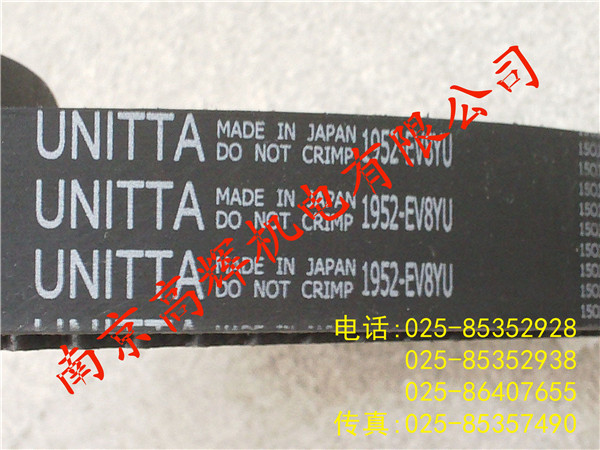 UNITTA MADE IN JAPAN DO NOT CRIMP 1952-EV8YU
UNITTA MADE IN JAPAN DO NOT CRIMP 1952-EV8YU
UNITTA MADE IN JAPAN DO NOT CRIMP 1952-EV8YU
南京高辉机电有限公司
电话:025-85352928
025-85352938
025-86407655
传真:025-85357490